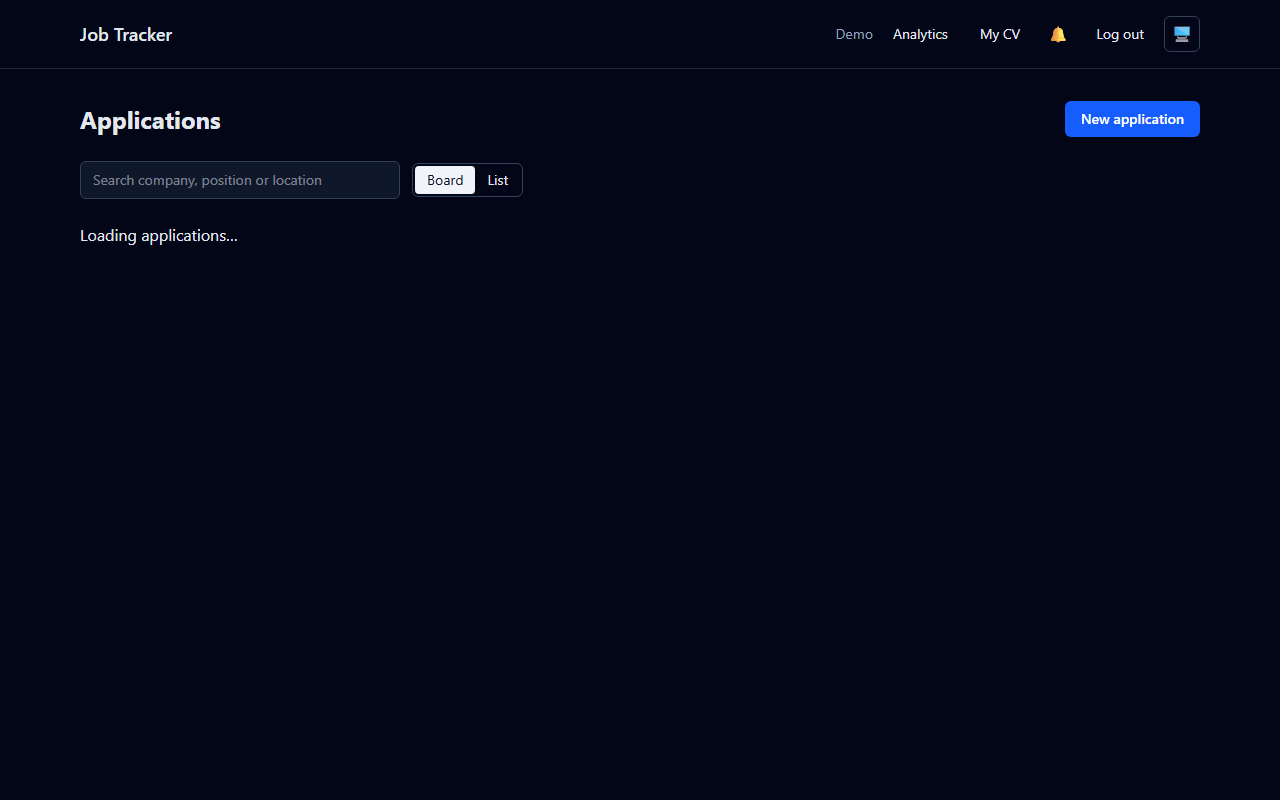 Job Tracker
Demo Analytics My CV Log out
Applications
New application
Search company, position or location
Board List
Loading applications...